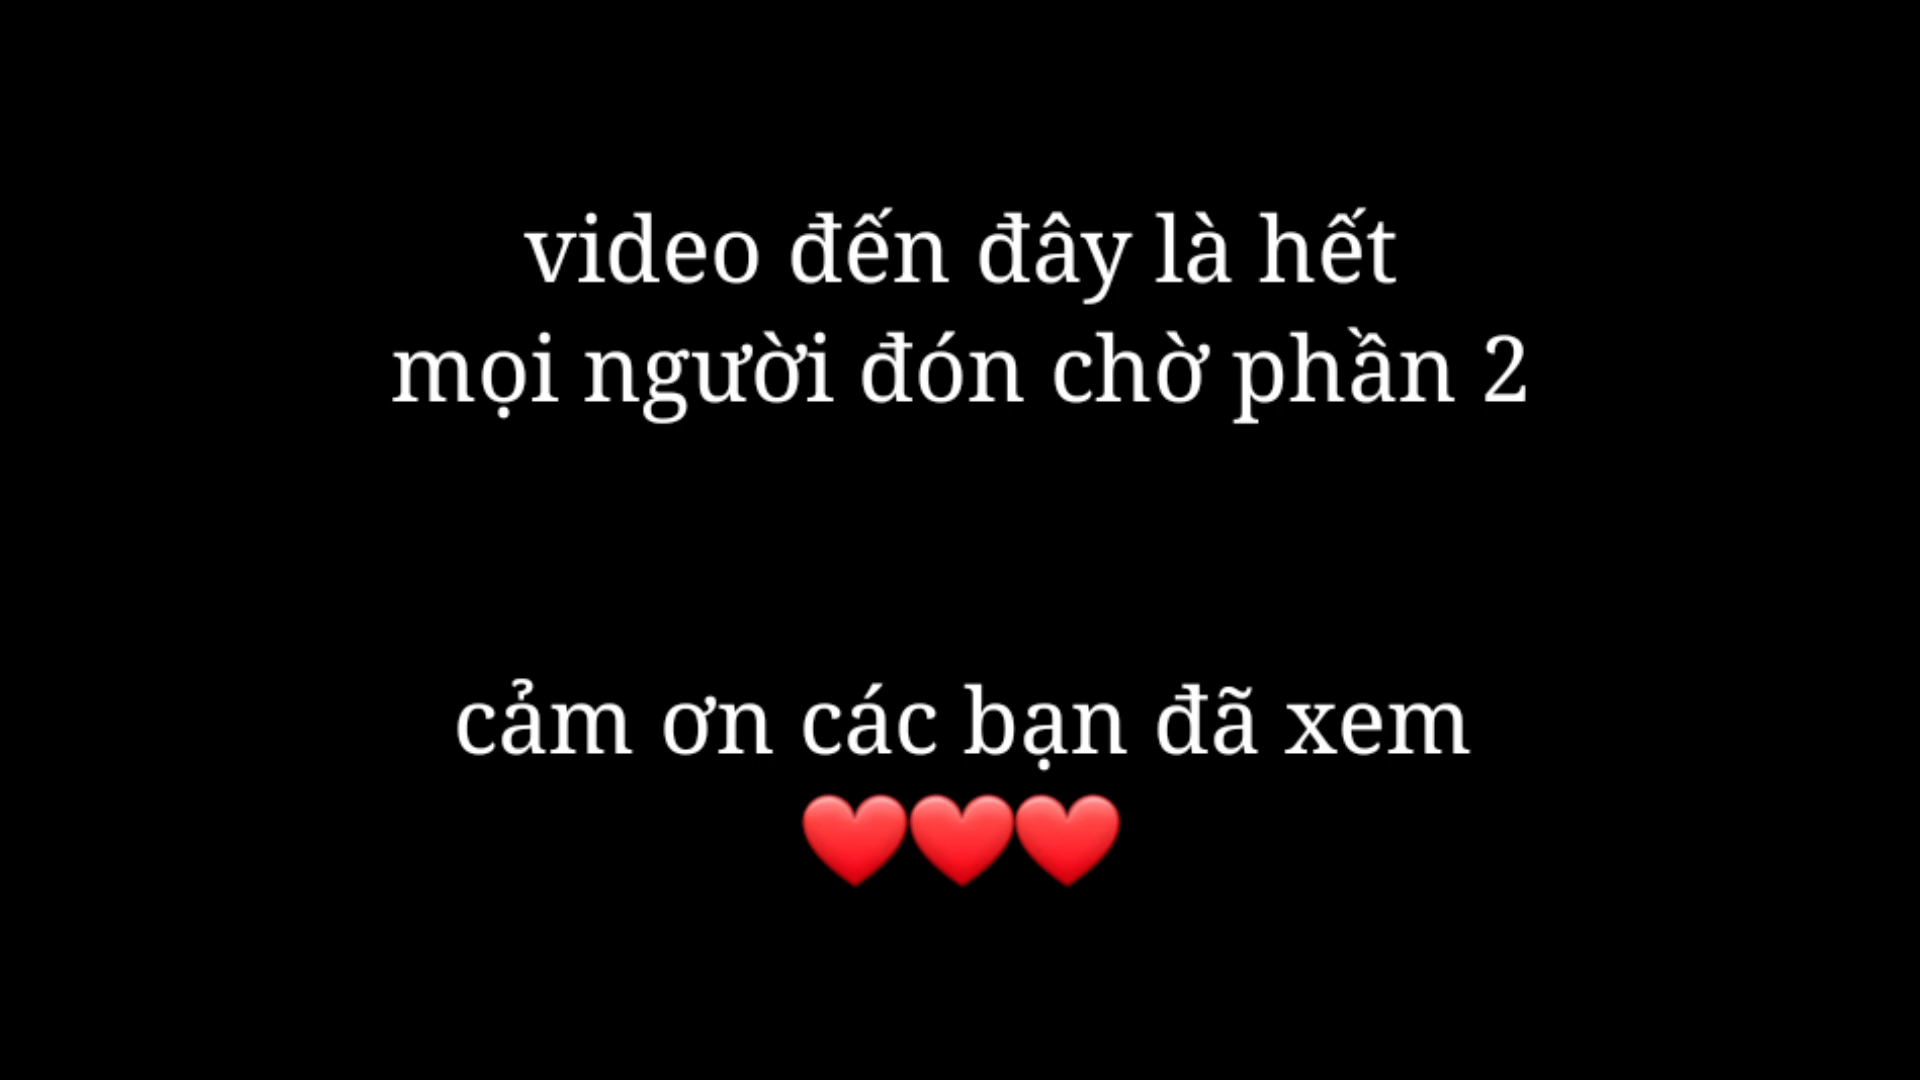 video đến đây là hết
mọi người đón chờ phần 2
cảm ơn các bạn đã xem
❤️❤️❤️